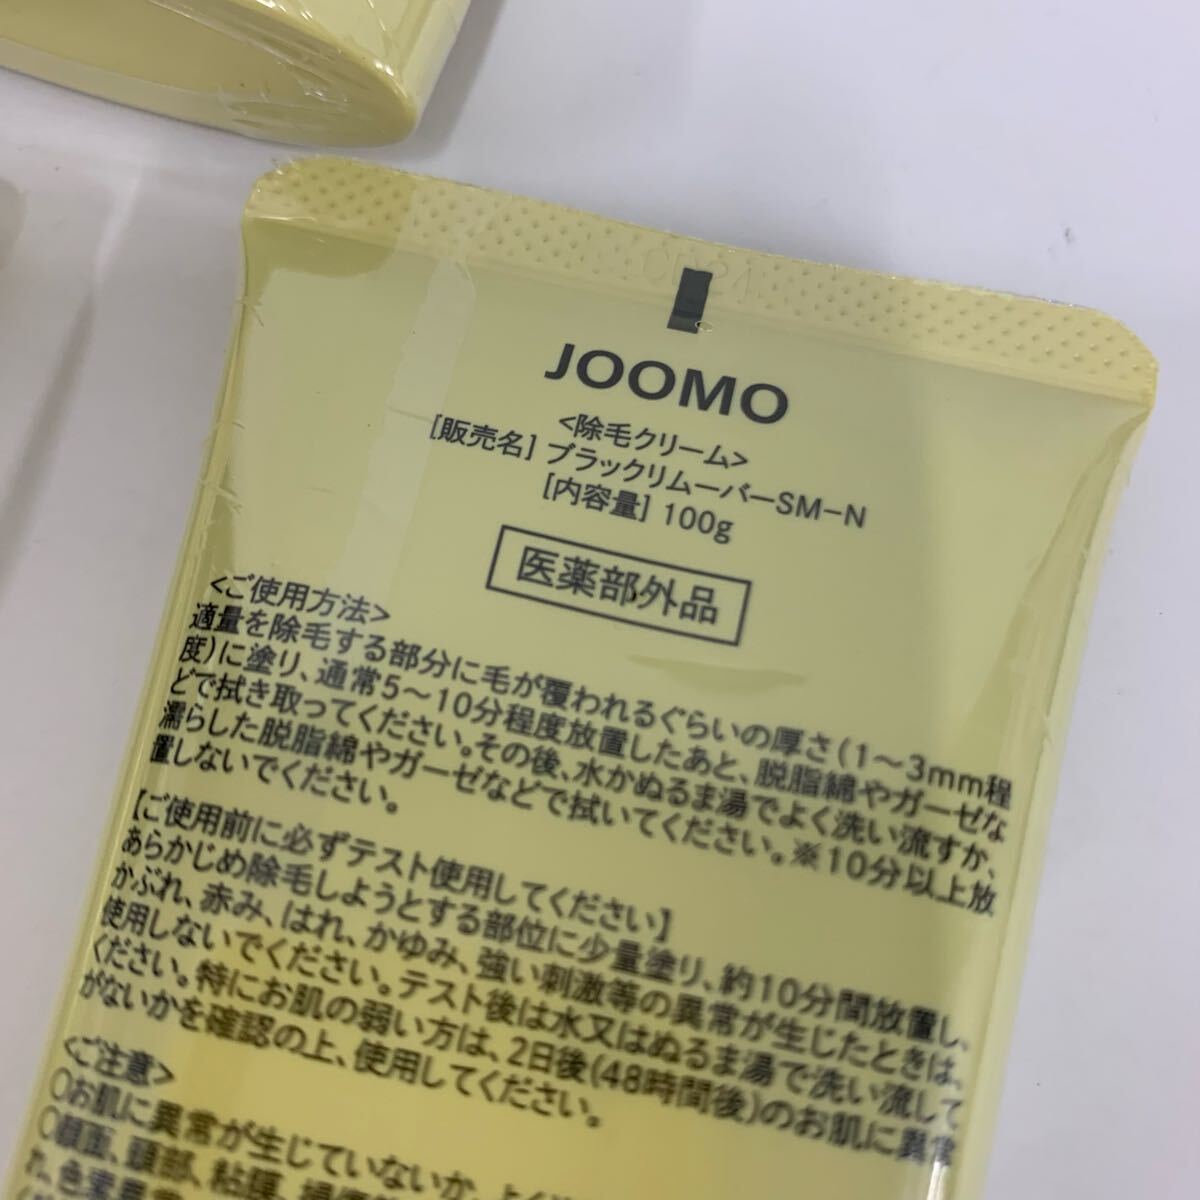 JOOMO
<除毛クリーム>
[販売名] ブラックリムーバーSM-N
[内容量] 100g
医薬部外品
<ご使用方法>
適量を除毛する部分に毛が覆われるぐらいの厚さ(1～3mm程
度)に塗り、通常5～10分程度放置したあと、脱脂綿やガーゼな
どで拭き取ってください。その後、水かぬるま湯でよく洗い流すか、
濡らした脱脂綿やガーゼなどで拭いてください。※10分以上放
置しないでください。
【ご使用前に必ずテスト使用してください】
あらかじめ除毛しようとする部位に少量塗り、約10分間放置し、
かぶれ、赤み、はれ、かゆみ、強い刺激等の異常が生じたときは、
使用しないでください。テスト後は水又はぬるま湯で洗い流して
ください。特にお肌の弱い方は、2日後(48時間後)のお肌に異常
がないかを確認の上、使用してください。
<ご注意>
○お肌に異常が生じていないか、よく
○顔面、頭部、粘膜、
れ、色素異常